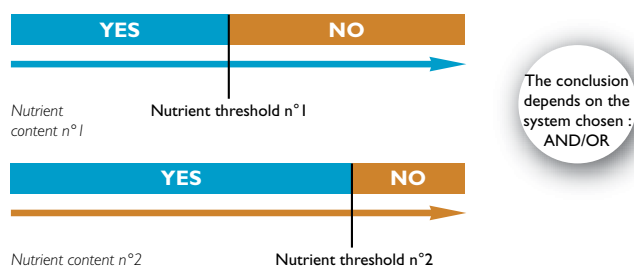 YES NO
Nutrient
content n°1
Nutrient threshold n°1
The conclusion
depends on the
system chosen :
AND/OR
YES NO
Nutrient content n°2
Nutrient threshold n°2